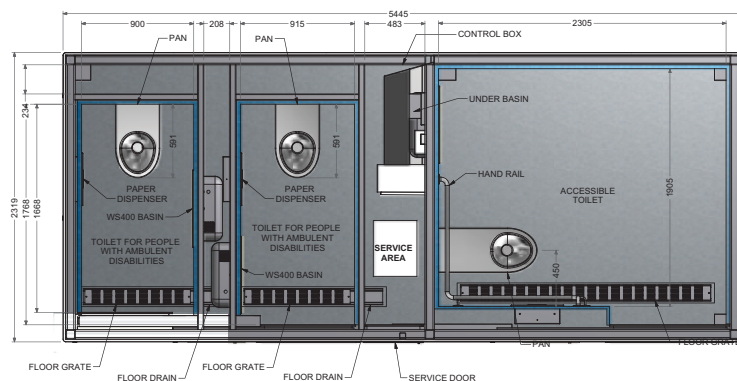 5445
900
208
915
483
2305
PAN
PAN
CONTROL BOX
UNDER BASIN
234
591
591
HAND RAIL
PAPER
DISPENSER
PAPER
DISPENSER
ACCESSIBLE
TOILET
1905
2319
1768
1668
WS400 BASIN
TOILET FOR PEOPLE
WITH AMBULENT
DISABILITIES
TOILET FOR PEOPLE
WITH AMBULENT
DISABILITIES
SERVICE
AREA
WS400 BASIN
450
PAN
FLOOR GRATE
FLOOR GRATE
FLOOR DRAIN
FLOOR GRATE
FLOOR DRAIN
SERVICE DOOR